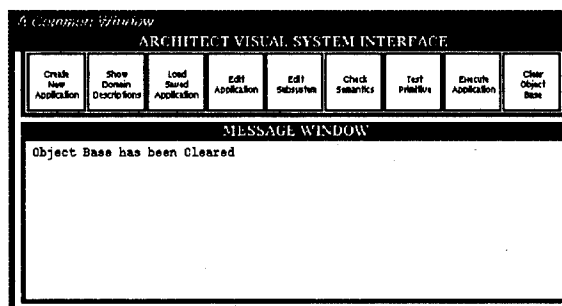 A Common Window
ARCHITECT VISUAL SYSTEM INTERFACE
Create New Application
Show Domain Descriptions
Load Saved Application
Edit Application
Edit Subsystem
Check Semantics
Test Primitive
Execute Application
Clear Object Base
MESSAGE WINDOW
Object Base has been Cleared